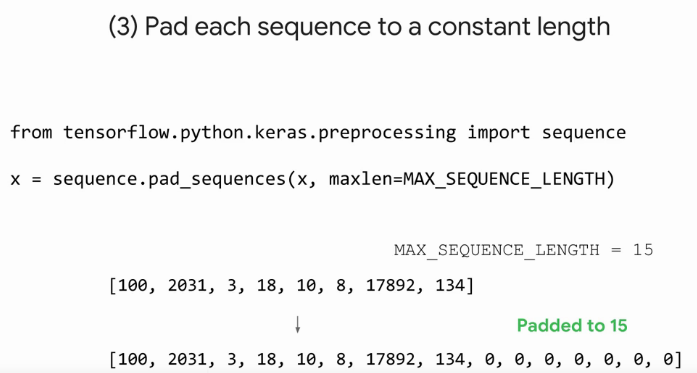 (3) Pad each sequence to a constant length
from tensorflow.python.keras.preprocessing import sequence
x = sequence.pad_sequences(x, maxlen=MAX_SEQUENCE_LENGTH)
MAX_SEQUENCE_LENGTH = 15
[100, 2031, 3, 18, 10, 8, 17892, 134]
↓
Padded to 15
[100, 2031, 3, 18, 10, 8, 17892, 134, 0, 0, 0, 0, 0, 0, 0]